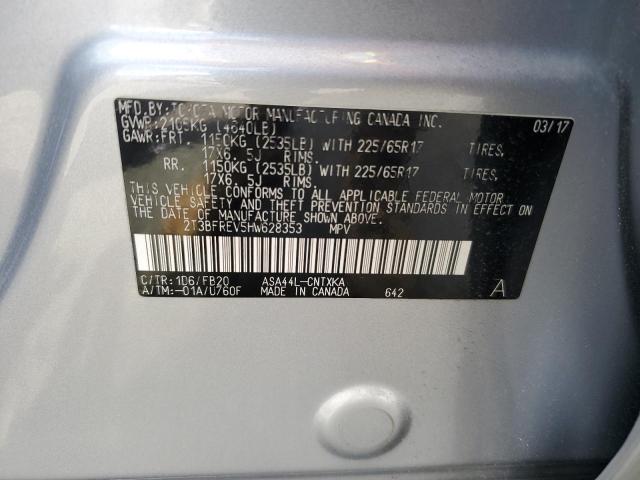 MFD. BY: TOYOTA MOTOR MANUFACTURING CANADA INC.
GVWR: 2105KG (4640LB) 03/17
GAWR: FRT. 1150KG (2535LB) WITH 225/65R17 TIRES,
17X6. 5J RIMS.
RR. 1150KG (2535LB) WITH 225/65R17 TIRES,
17X6. 5J RIMS.
THIS VEHICLE CONFORMS TO ALL APPLICABLE FEDERAL MOTOR
VEHICLE SAFETY AND BUMPER STANDARDS IN EFFECT ON
THE DATE OF MANUFACTURE SHOWN ABOVE.
2T3BFREV5HW628353 MPV
C/TR: 1D6/FB20 ASA44L-CNTXKA
A/TM: -01A/U760F MADE IN CANADA 642 A